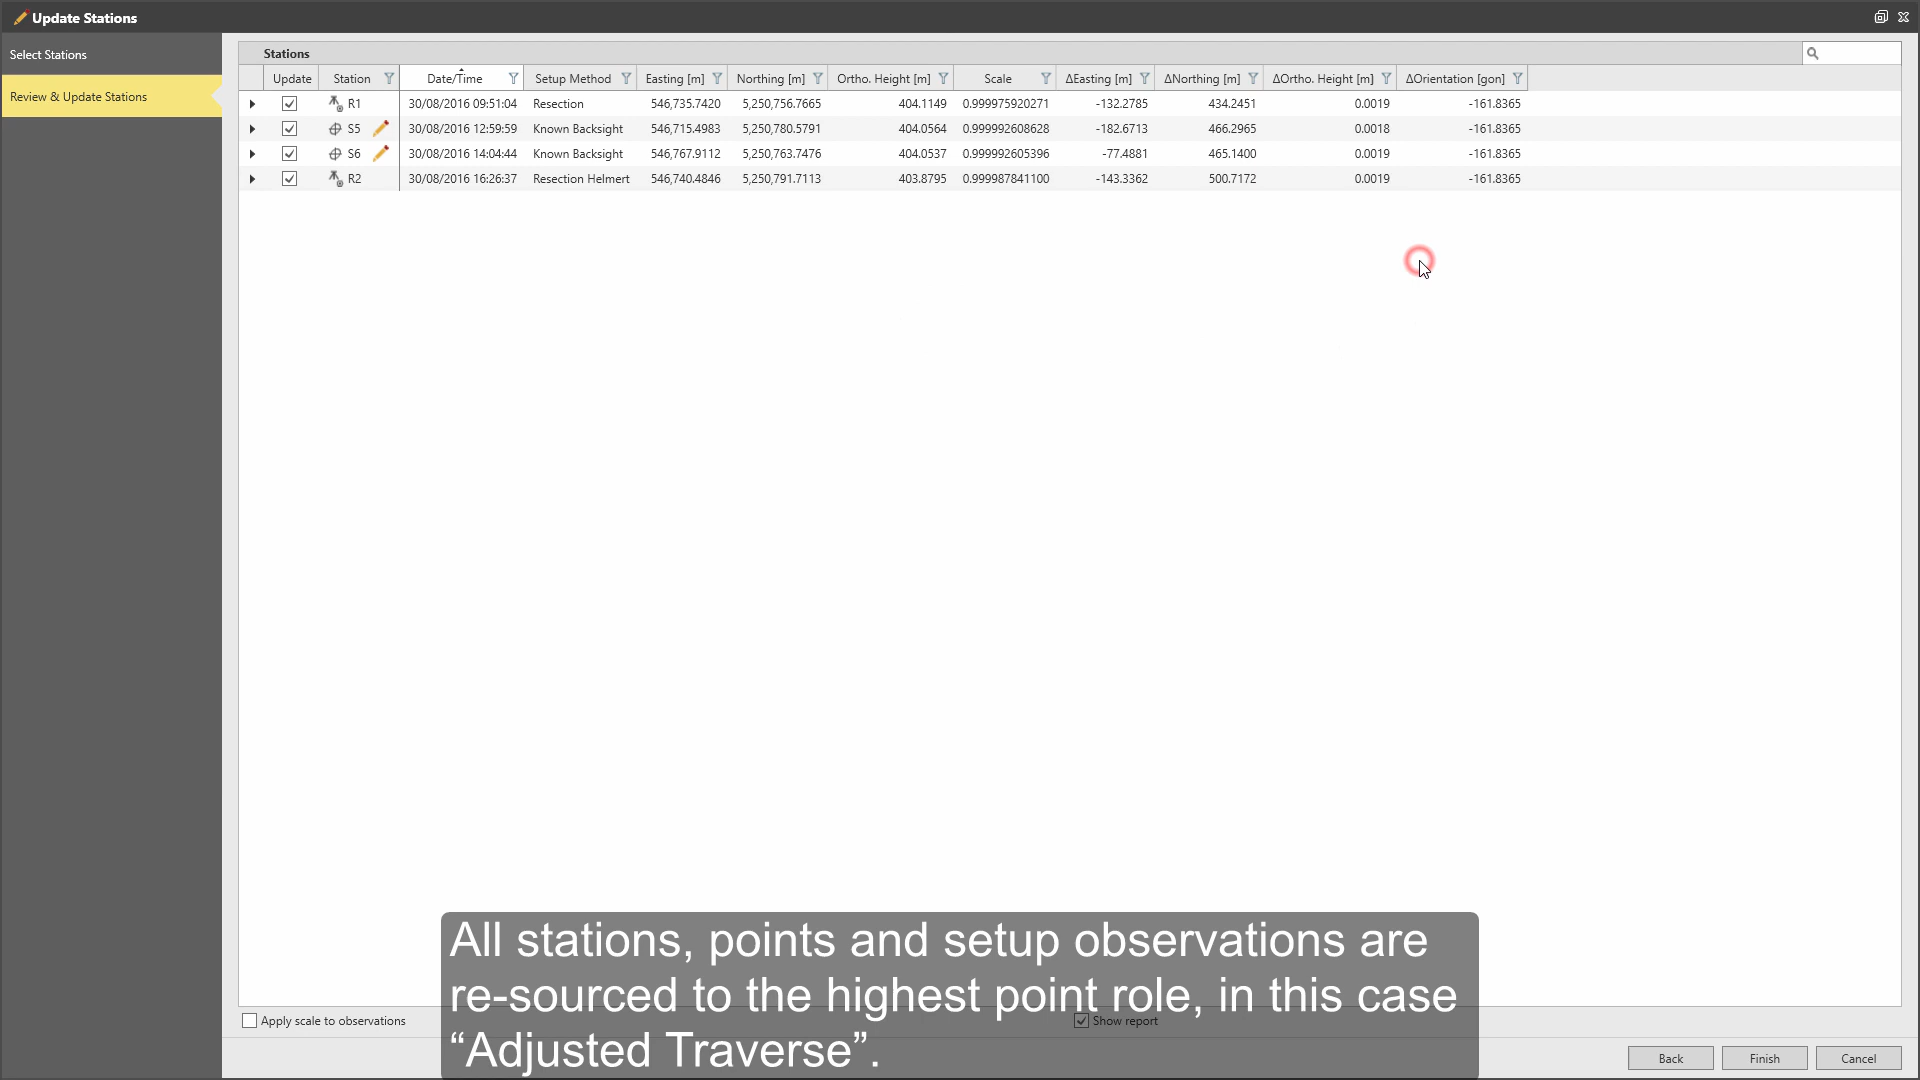 Update Stations
Select Stations
Review & Update Stations
Stations
Update Station Date/Time Setup Method Easting [m] Northing [m] Ortho. Height [m] Scale ΔEasting [m] ΔNorthing [m] ΔOrtho. Height [m] ΔOrientation [gon]
R1 30/08/2016 09:51:04 Resection 546,735.7420 5,250,756.7665 404.1149 0.999975920271 -132.2785 434.2451 0.0019 -161.8365
S5 30/08/2016 12:59:59 Known Backsight 546,715.4983 5,250,780.5791 404.0564 0.999992608628 -182.6713 466.2965 0.0018 -161.8365
S6 30/08/2016 14:04:44 Known Backsight 546,767.9112 5,250,763.7476 404.0537 0.999992605396 -77.4881 465.1400 0.0019 -161.8365
R2 30/08/2016 16:26:37 Resection Helmert 546,740.4846 5,250,791.7113 403.8795 0.999987841100 -143.3362 500.7172 0.0019 -161.8365
All stations, points and setup observations are
re-sourced to the highest point role, in this case
“Adjusted Traverse”.
Apply scale to observations
Show report
Back Finish Cancel